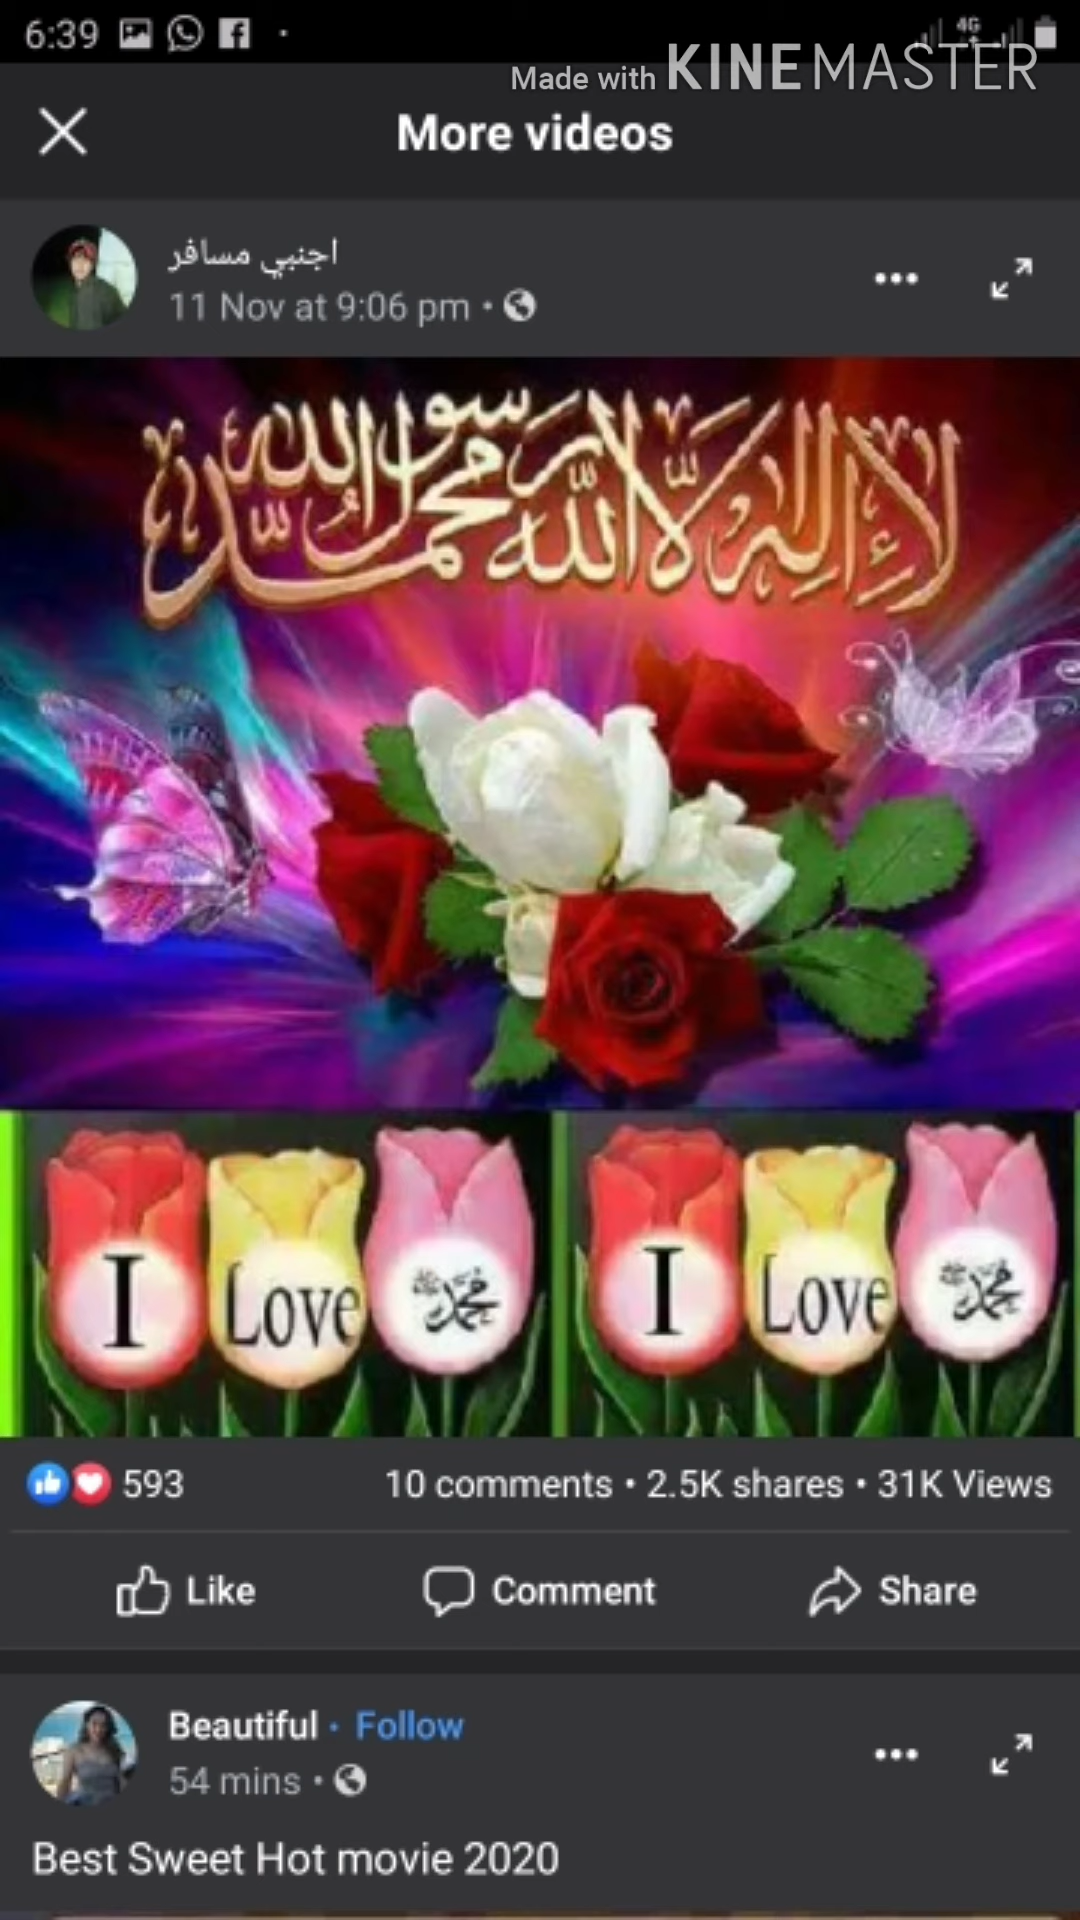 6:39
4G
Made with KINEMASTER
More videos
اجنبي مسافر
11 Nov at 9:06 pm
لا إله إلا الله محمد رسول الله
I Love محمد ﷺ I Love محمد ﷺ
593 10 comments • 2.5K shares • 31K Views
Like Comment Share
Beautiful • Follow
54 mins
Best Sweet Hot movie 2020